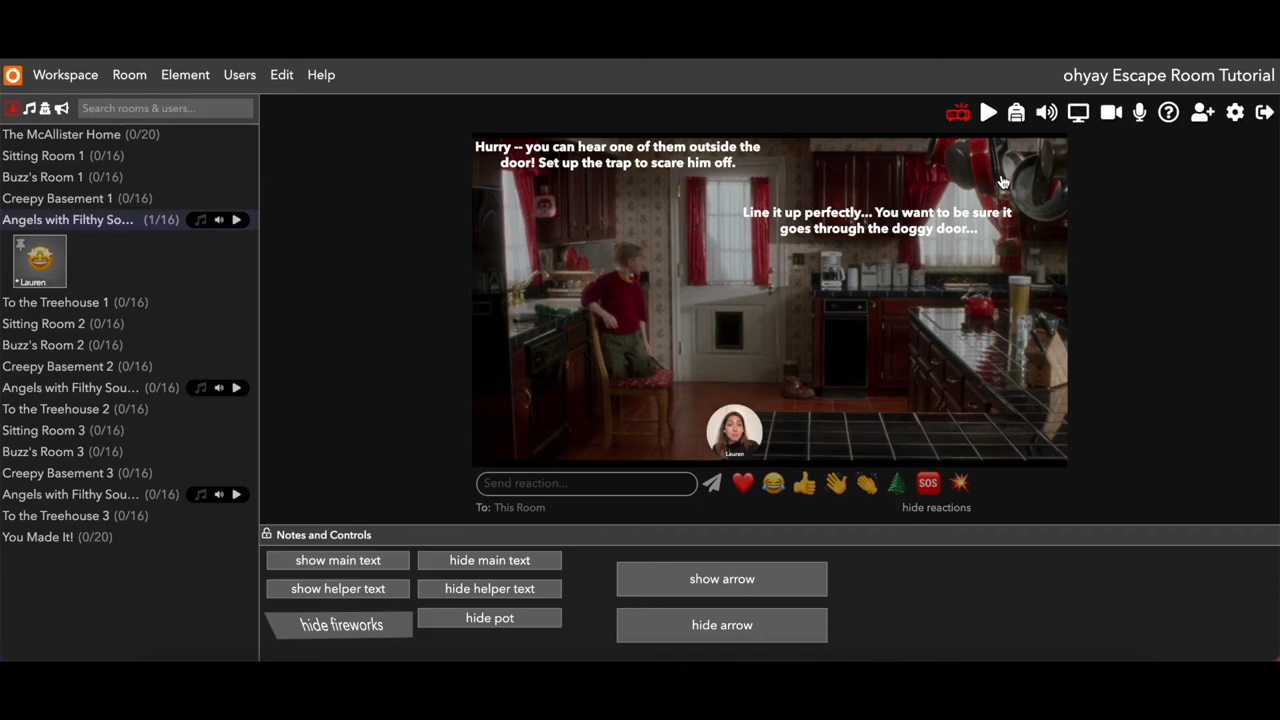 Workspace Room Element Users Edit Help
ohyay Escape Room Tutorial
Search rooms & users...
The McAllister Home (0/20)
Sitting Room 1 (0/16)
Buzz's Room 1 (0/16)
Creepy Basement 1 (0/16)
Angels with Filthy So... (1/16)
* Lauren
To the Treehouse 1 (0/16)
Sitting Room 2 (0/16)
Buzz's Room 2 (0/16)
Creepy Basement 2 (0/16)
Angels with Filthy Sou... (0/16)
To the Treehouse 2 (0/16)
Sitting Room 3 (0/16)
Buzz's Room 3 (0/16)
Creepy Basement 3 (0/16)
Angels with Filthy Sou... (0/16)
To the Treehouse 3 (0/16)
You Made It! (0/20)
Hurry -- you can hear one of them outside the
door! Set up the trap to scare him off.
Line it up perfectly... You want to be sure it
goes through the doggy door...
Lauren
Send reaction...
SOS
To: This Room
hide reactions
Notes and Controls
show main text
hide main text
show helper text
hide helper text
hide fireworks
hide pot
show arrow
hide arrow